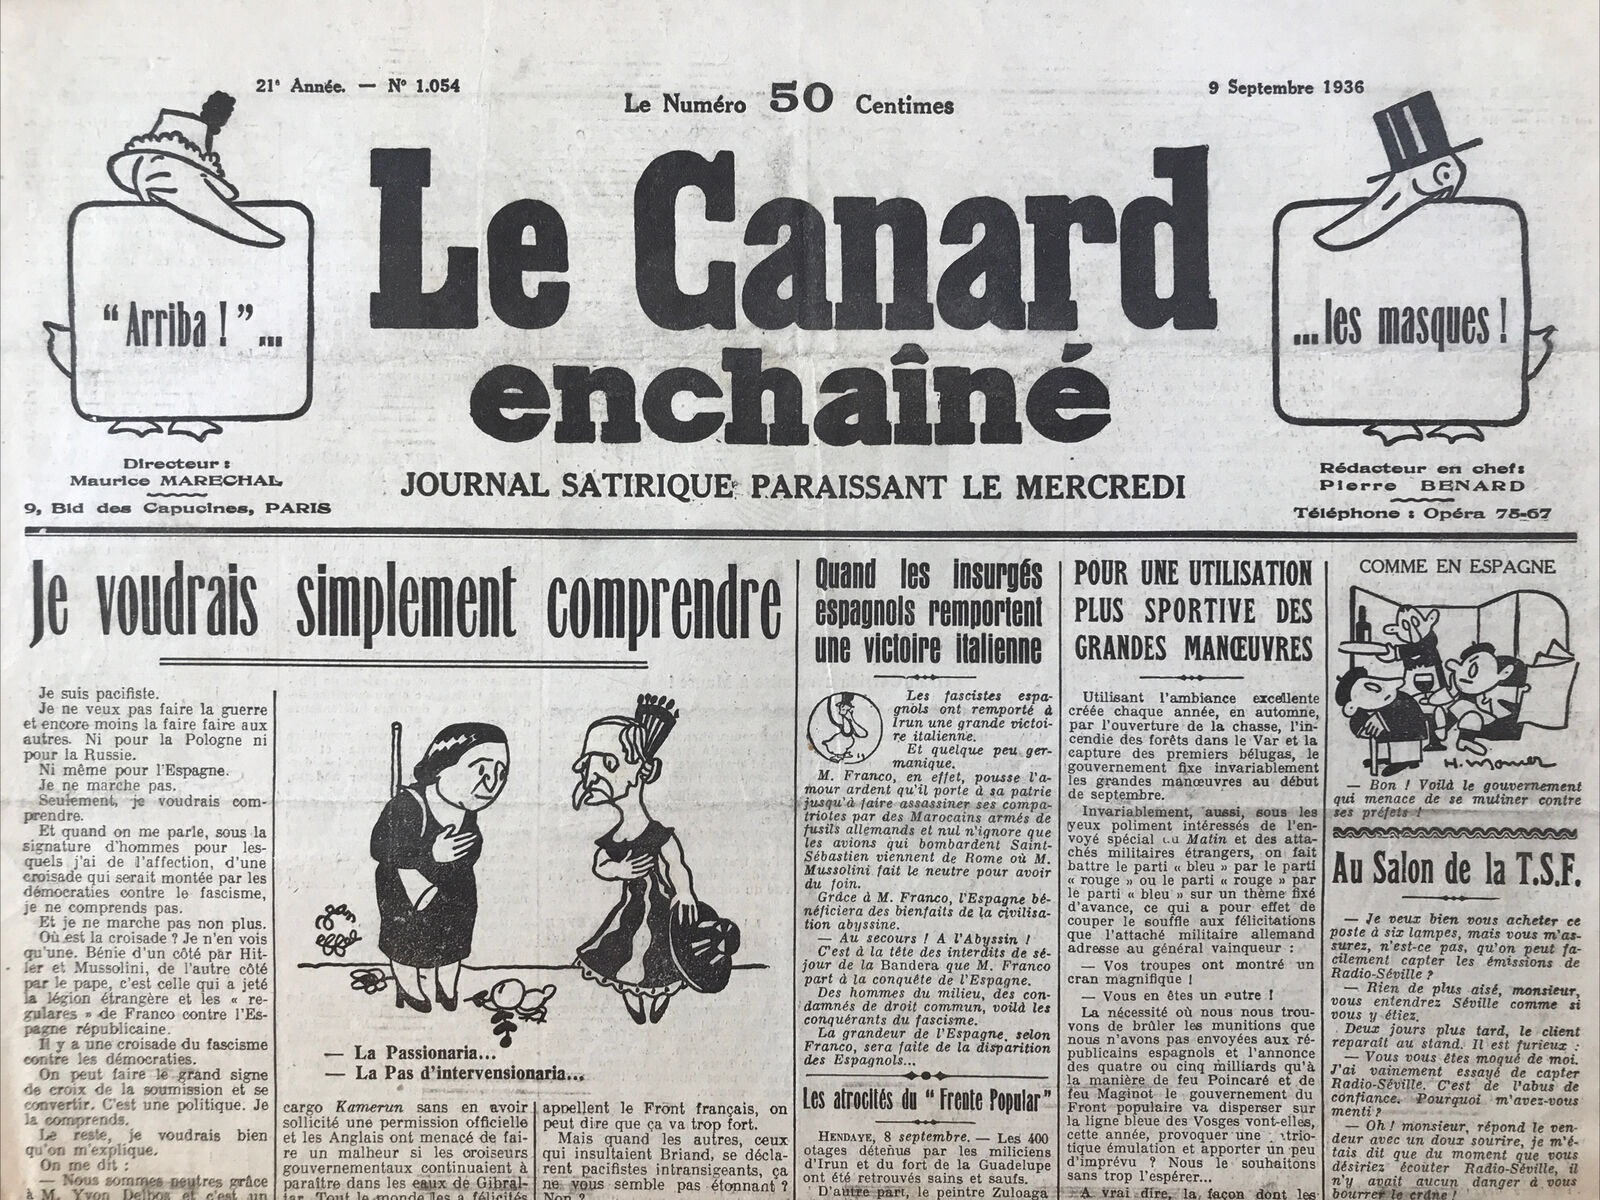 21e Année. — N° 1.054
Le Numéro 50 Centimes
9 Septembre 1936
Le Canard
enchaîné
“ Arriba ! ”...
...les masques !
Directeur :
Maurice MARECHAL
9, Bld des Capucines, PARIS
JOURNAL SATIRIQUE PARAISSANT LE MERCREDI
Rédacteur en chef :
Pierre BENARD
Téléphone : Opéra 75-67
Je voudrais simplement comprendre
Je suis pacifiste.
Je ne veux pas faire la guerre
et encore moins la faire faire aux
autres. Ni pour la Pologne ni
pour la Russie.
Ni même pour l'Espagne.
Je ne marche pas.
Seulement, je voudrais com-
prendre.
Et quand on me parle, sous la
signature d'hommes pour les-
quels j'ai de l'affection, d'une
croisade qui serait montée par les
démocraties contre le fascisme,
je ne comprends pas.
Et je ne marche pas non plus.
Où est la croisade ? Je n'en vois
qu'une. Bénie d'un côté par Hit-
ler et Mussolini, de l'autre côté
par le pape, c'est celle qui a jeté
la légion étrangère et les « re-
gulares » de Franco contre l'Es-
pagne républicaine.
Il y a une croisade du fascisme
contre les démocraties.
On peut faire le grand signe
de croix de la soumission et se
convertir. C'est une politique. Je
la comprends.
Le reste, je voudrais bien
qu'on m'explique.
On me dit :
— Nous sommes neutres grâce
à M. Yvon Delbos et c'est un
— La Passionaria...
— La Pas d'intervensionaria...
cargo Kamerun sans en avoir
sollicité une permission officielle
et les Anglais ont menacé de fai-
re un malheur si les croiseurs
gouvernementaux continuaient à
paraître dans les eaux de Gibral-
tar. Tout le monde les a félicités
appellent le Front français, on
peut dire que ça va trop fort.
Mais quand les autres, ceux
qui insultaient Briand, se décla-
rent pacifistes intransigeants, ça
ne vous semble pas étonnant ?
Non ?
Quand les insurgés
espagnols remportent
une victoire italienne
Les fascistes espa-
gnols ont remporté à
Irun une grande victoi-
re italienne.
Et quelque peu ger-
manique.
M. Franco, en effet, pousse l'a-
mour ardent qu'il porte à sa patrie
jusqu'à faire assassiner ses compa-
triotes par des Marocains armés de
fusils allemands et nul n'ignore que
les avions qui bombardent Saint-
Sébastien viennent de Rome où M.
Mussolini fait le neutre pour avoir
du foin.
Grâce à M. Franco, l'Espagne bé-
néficiera des bienfaits de la civilisa-
tion abyssine.
— Au secours ! A l'Abyssin !
C'est à la tête des interdits de sé-
jour de la Bandera que M. Franco
part à la conquête de l'Espagne.
Des hommes du milieu, des con-
damnés de droit commun, voilà les
conquérants du fascisme.
La grandeur de l'Espagne, selon
Franco, sera faite de la disparition
des Espagnols...
Les atrocités du “ Frente Popular ”
HENDAYE, 8 septembre. — Les 400
otages détenus par les miliciens
d'Irun et du fort de la Guadelupe
ont été retrouvés sains et saufs.
D'autre part, le peintre Zuloaga
POUR UNE UTILISATION
PLUS SPORTIVE DES
GRANDES MANŒUVRES
Utilisant l'ambiance excellente
créée chaque année, en automne,
par l'ouverture de la chasse, l'in-
cendie des forêts dans le Var et la
capture des premiers bélugas, le
gouvernement fixe invariablement
les grandes manœuvres au début
de septembre.
Invariablement, aussi, sous les
yeux poliment intéressés de l'en-
voyé spécial du Matin et des atta-
chés militaires étrangers, on fait
battre le parti « bleu » par le parti
« rouge » ou le parti « rouge » par
le parti « bleu » sur un thème fixé
d'avance, ce qui a pour effet de
couper le souffle aux félicitations
que l'attaché militaire allemand
adresse au général vainqueur :
— Vos troupes ont montré un
cran magnifique !
— Vous en êtes un autre !
La nécessité où nous nous trou-
vons de brûler les munitions que
nous n'avons pas envoyées aux ré-
publicains espagnols et l'annonce
des quatre ou cinq milliards qu'à
la manière de feu Poincaré et de
feu Maginot le gouvernement du
Front populaire va disperser sur
la ligne bleue des Vosges vont-elles,
cette année, provoquer une trio-
tique émulation et apporter un peu
d'imprévu ? Nous le souhaitons
sans trop l'espérer...
A vrai dire, la façon dont les
COMME EN ESPAGNE
H. Monier
— Bon ! Voilà le gouvernement
qui menace de se mutiner contre
ses préfets !
Au Salon de la T.S.F.
— Je veux bien vous acheter ce
poste à six lampes, mais vous m'as-
surez, n'est-ce pas, qu'on peut fa-
cilement capter les émissions de
Radio-Séville ?
— Rien de plus aisé, monsieur,
vous entendrez Séville comme si
vous y étiez.
Deux jours plus tard, le client
reparaît au stand. Il est furieux :
— Vous vous êtes moqué de moi.
J'ai vainement essayé de capter
Radio-Séville. C'est de l'abus de
confiance. Pourquoi m'avez-vous
menti ?
— Oh ! monsieur, répond le ven-
deur avec un doux sourire, je m'é-
tais dit que du moment que vous
désiriez écouter Radio-Séville, il
n'y avait aucun danger à vous
bourrer le crâne !